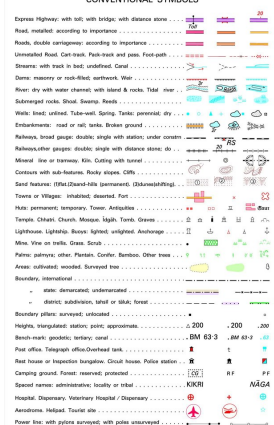 CONVENTIONAL SYMBOLS
20
Express Highway: with toll; with bridge; with distance stone
Toll
Road, metalled: according to importance
Roads, double carriageway: according to importance
Unmetalled Road, Cart-track. Pack-track and pass. Foot-path
Streams: with track in bed; undefined. Canal
Dams: masonry or rock-filled; earthwork. Weir
River: dry with water channel; with island & rocks. Tidal river
Submerged rocks. Shoal. Swamp. Reeds
Wells: lined; unlined. Tube-well. Spring. Tanks: perennial; dry
Embankments: road or rail; tanks. Broken ground
Railways, broad gauge: double; single with station; under constrn
RS
Railways,other gauges: double; single with distance stone; do
20
Mineral line or tramway. Kiln. Cutting with tunnel
Contours with sub-features. Rocky slopes. Cliffs
Sand features: (1)flat.(2)sand-hills (permanent). (3)dunes(shifting).
Towns or Villages: inhabited; deserted. Fort
Huts: permanent; temporary. Tower. Antiquities
Temple. Chhatri. Church. Mosque. Īdgāh. Tomb. Graves
Lighthouse. Lightship. Buoys: lighted; unlighted. Anchorage
Mine. Vine on trellis. Grass. Scrub
Palms: palmyra; other. Plantain. Conifer. Bamboo. Other trees
Areas: cultivated; wooded. Surveyed tree
Boundary, international
„ state: demarcated; undemarcated
„ district; subdivision, tahsil or tāluk; forest
Boundary pillars: surveyed; unlocated
Heights, triangulated: station; point; approximate. △ 200 . 200 .200
Bench-mark: geodetic; tertiary; canal . BM 63·3 . BM 63·3 . 63
Post office. Telegraph office.Overhead tank.
Rest house or Inspection bungalow. Circuit house. Police station
Camping ground. Forest: reserved; protected CG RF PF
Spaced names: administrative; locality or tribal KIKRI NĀGA
Hospital. Dispensary. Veterinary Hospital / Dispensary
Aerodrome. Helipad. Tourist site
Power line: with pylons surveyed; with poles unsurveyed